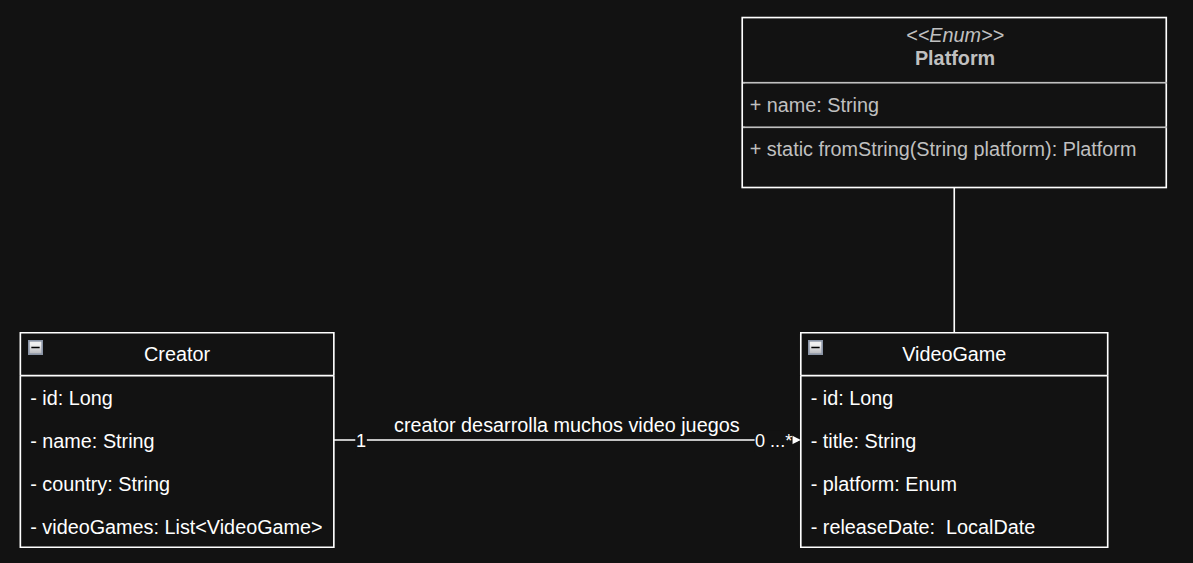 <<Enum>>
Platform
+ name: String
+ static fromString(String platform): Platform
Creator
- id: Long
- name: String
- country: String
- videoGames: List<VideoGame>
creator desarrolla muchos video juegos
1
0 ...*
VideoGame
- id: Long
- title: String
- platform: Enum
- releaseDate:  LocalDate